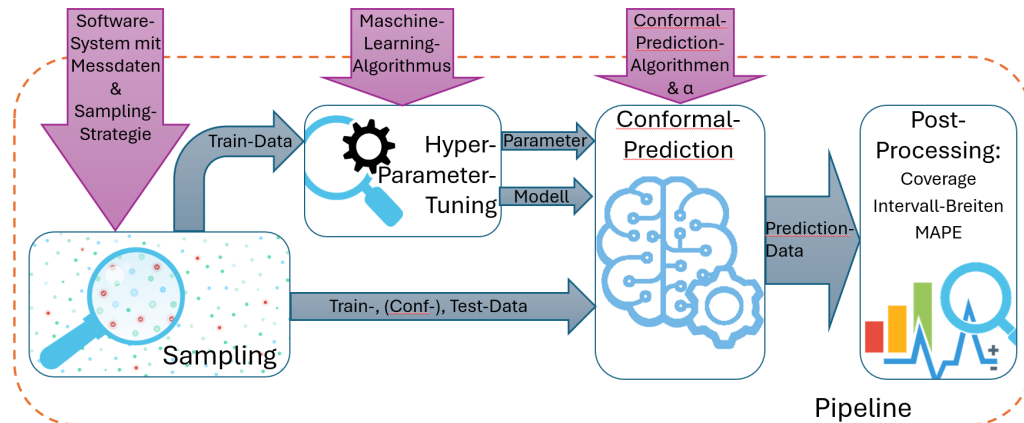 Software-
System mit
Messdaten
&
Sampling-
Strategie
Maschine-
Learning-
Algorithmus
Conformal-
Prediction-
Algorithmen
& α
Train-Data
Hyper-
Parameter-
Tuning
Parameter
Modell
Conformal-
Prediction
Prediction-
Data
Post-
Processing:
Coverage
Intervall-Breiten
MAPE
Sampling
Train-, (Conf-), Test-Data
Pipeline